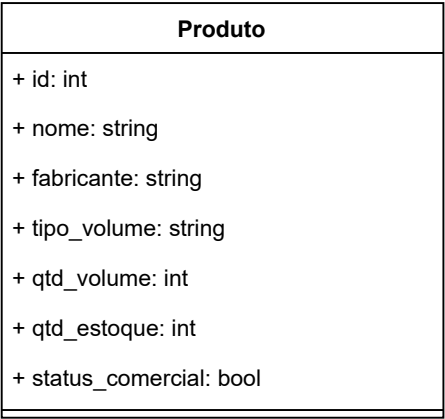 Produto
+ id: int
+ nome: string
+ fabricante: string
+ tipo_volume: string
+ qtd_volume: int
+ qtd_estoque: int
+ status_comercial: bool